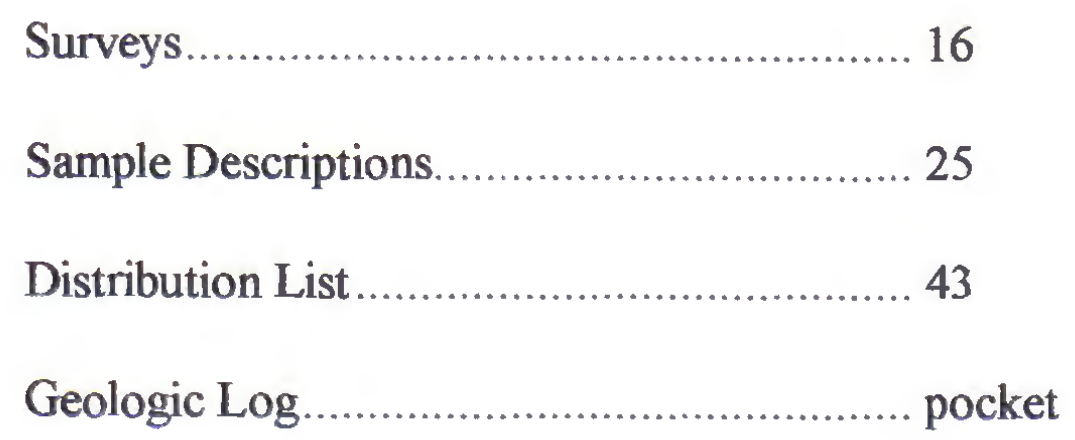 Surveys.................................................... 16
Sample Descriptions.................................. 25
Distribution List........................................ 43
Geologic Log............................................ pocket